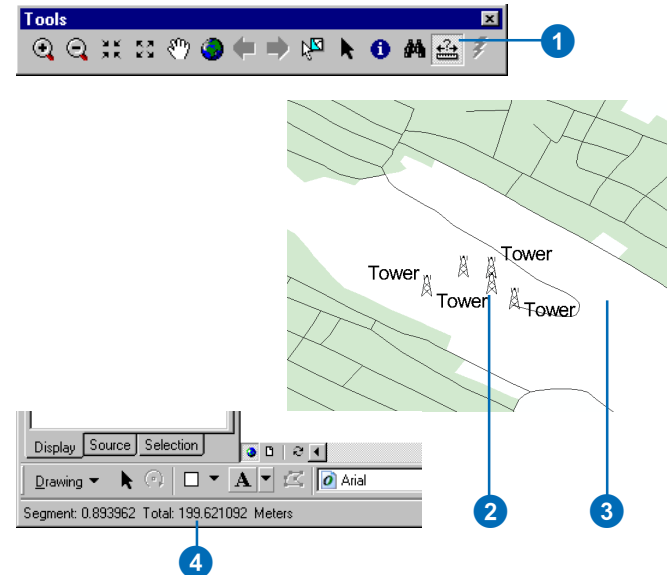 Tools
1
Tower
Tower
Tower
Tower
Display Source Selection
Drawing A Arial
Segment: 0.893962 Total: 199.621092 Meters
2
3
4